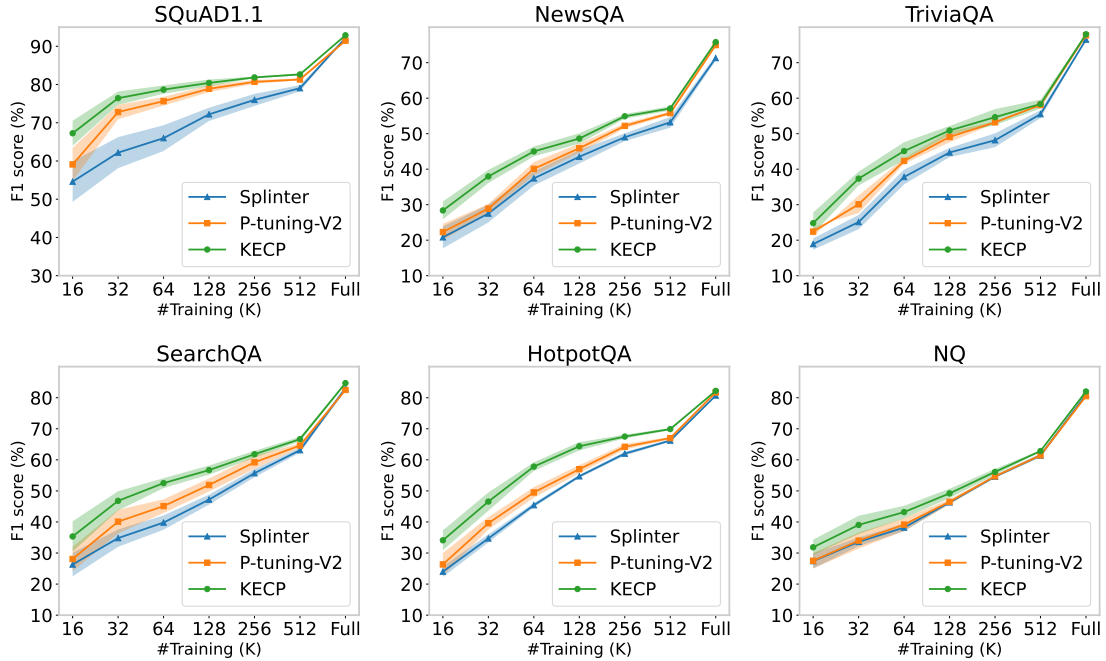 SQuAD1.1
F1 score (%)
90
80
70
60
50
40
30
16 32 64 128 256 512 Full
#Training (K)
Splinter
P-tuning-V2
KECP
NewsQA
F1 score (%)
70
60
50
40
30
20
10
16 32 64 128 256 512 Full
#Training (K)
Splinter
P-tuning-V2
KECP
TriviaQA
F1 score (%)
70
60
50
40
30
20
10
16 32 64 128 256 512 Full
#Training (K)
Splinter
P-tuning-V2
KECP
SearchQA
F1 score (%)
80
70
60
50
40
30
20
10
16 32 64 128 256 512 Full
#Training (K)
Splinter
P-tuning-V2
KECP
HotpotQA
F1 score (%)
80
70
60
50
40
30
20
10
16 32 64 128 256 512 Full
#Training (K)
Splinter
P-tuning-V2
KECP
NQ
F1 score (%)
80
70
60
50
40
30
20
10
16 32 64 128 256 512 Full
#Training (K)
Splinter
P-tuning-V2
KECP